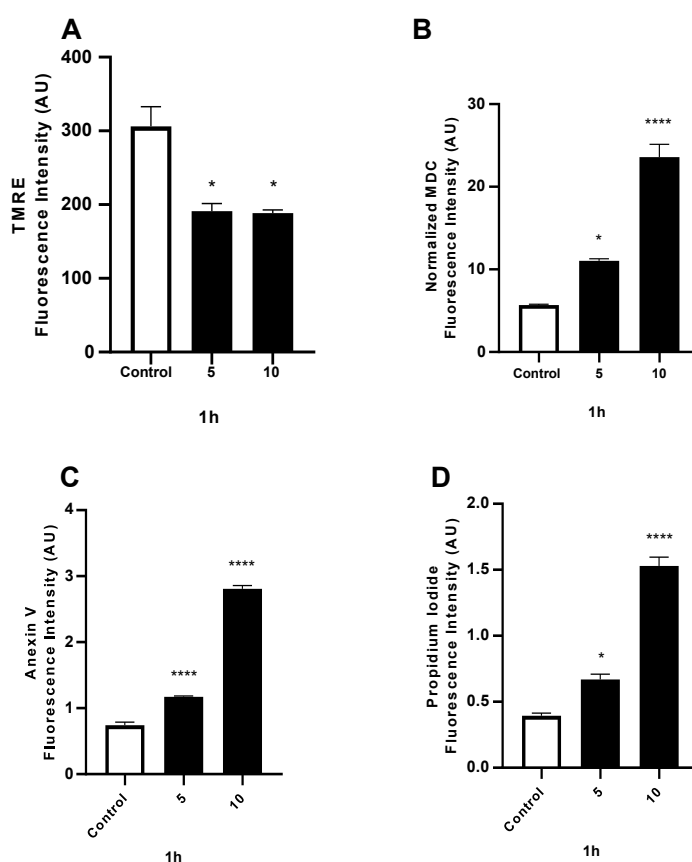 A
TMRE
Fluorescence Intensity (AU)
400
300
200
100
0
*
*
Control 5 10
1h
B
Normalized MDC
Fluorescence Intensity (AU)
30
20
10
0
*
****
Control 5 10
1h
C
Anexin V
Fluorescence Intensity (AU)
4
3
2
1
0
****
****
Control 5 10
1h
D
Propidium Iodide
Fluorescence Intensity (AU)
2.0
1.5
1.0
0.5
0.0
*
****
Control 5 10
1h